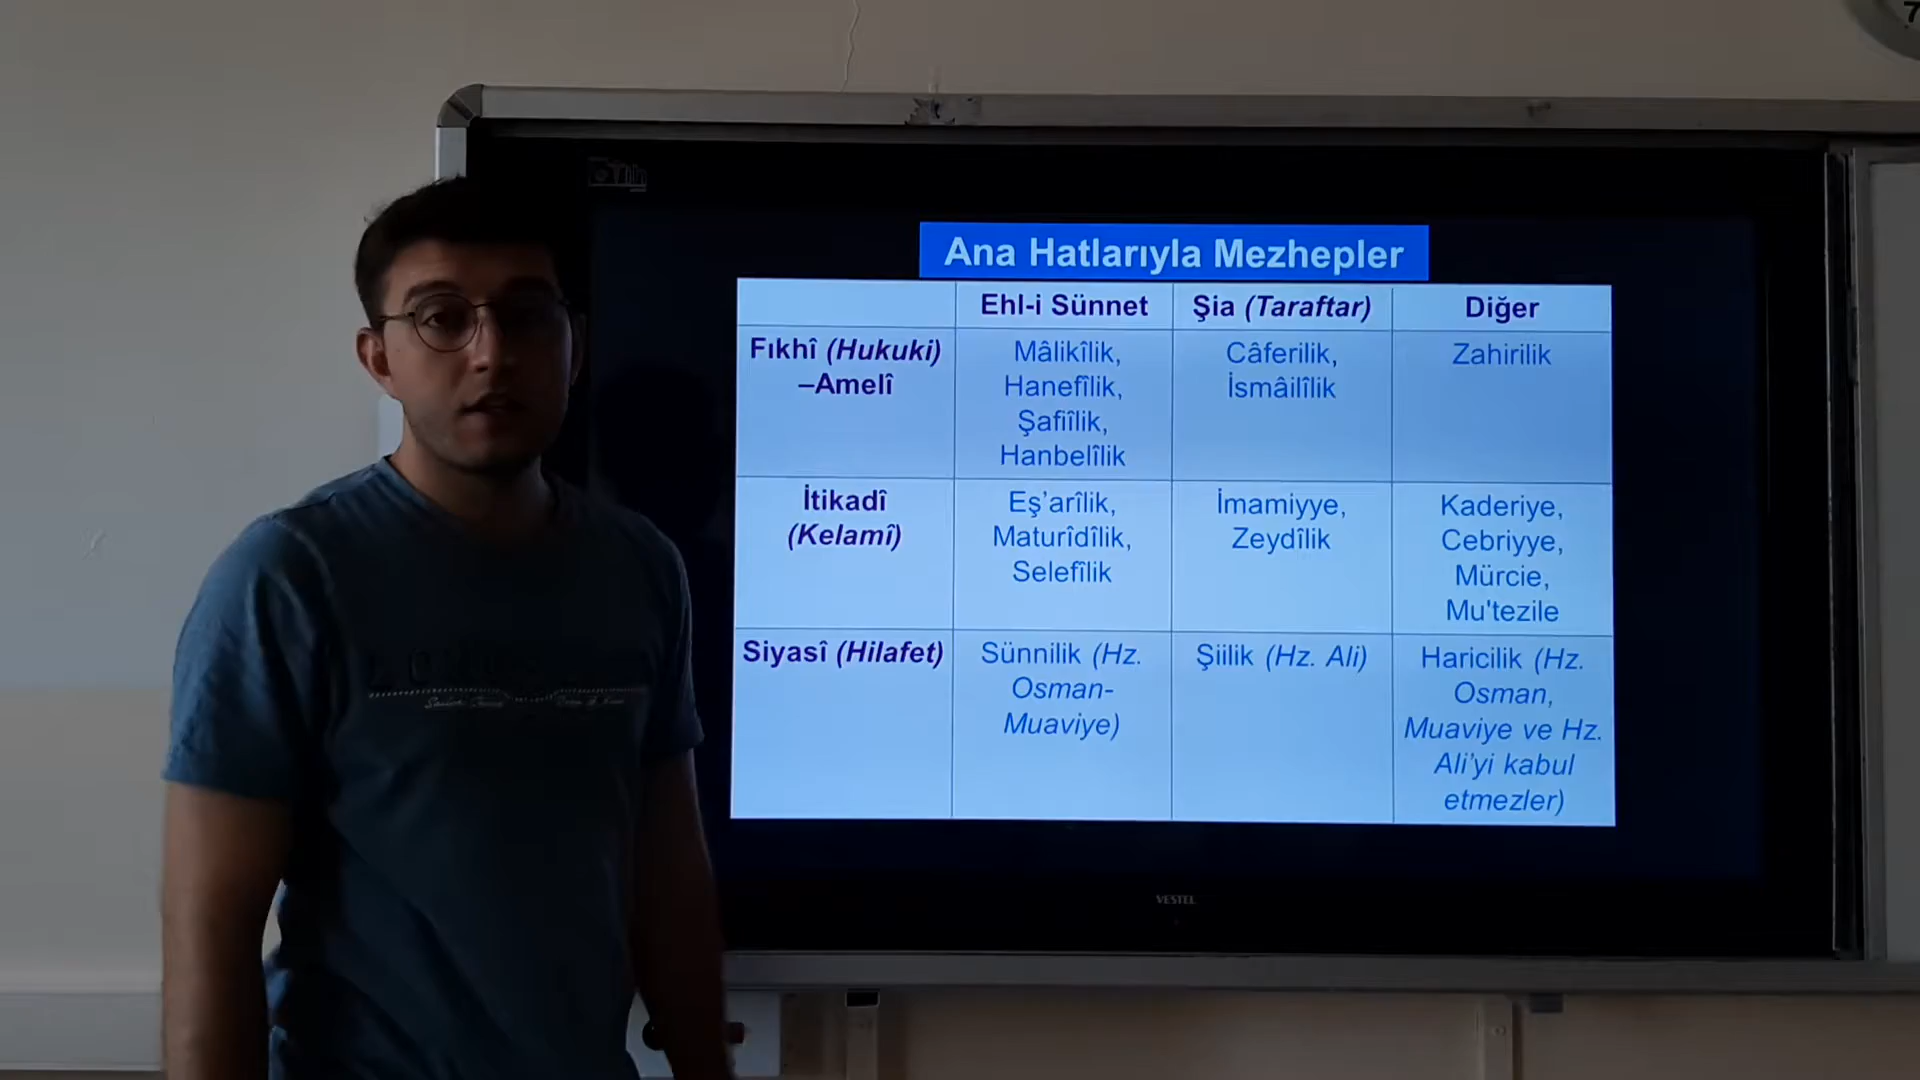 Ana Hatlarıyla Mezhepler
Ehl-i Sünnet
Şia (Taraftar)
Diğer
Fıkhî (Hukuki)
–Amelî
Mâlikîlik,
Hanefîlik,
Şafiîlik,
Hanbelîlik
Câferilik,
İsmâilîlik
Zahirilik
İtikadî
(Kelamî)
Eş’arîlik,
Maturîdîlik,
Selefîlik
İmamiyye,
Zeydîlik
Kaderiye,
Cebriyye,
Mürcie,
Mu'tezile
Siyasî (Hilafet)
Sünnilik (Hz.
Osman-
Muaviye)
Şiilik (Hz. Ali)
Haricilik (Hz.
Osman,
Muaviye ve Hz.
Ali’yi kabul
etmezler)
VESTEL
7